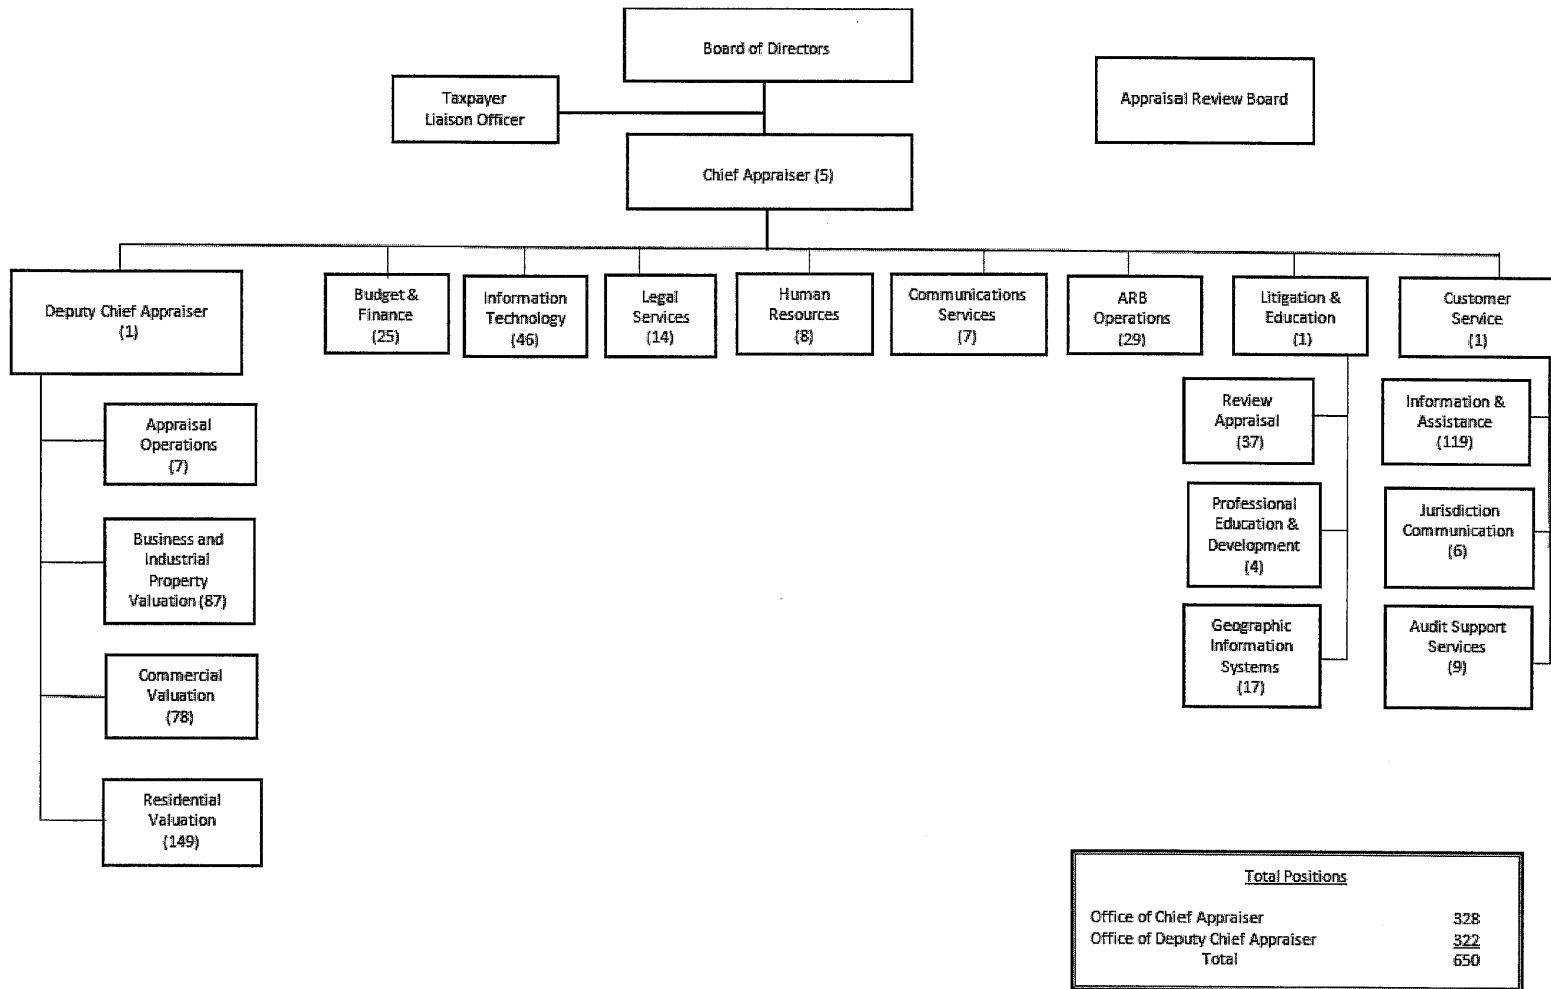 Board of Directors
Taxpayer
Liaison Officer
Appraisal Review Board
Chief Appraiser (5)
Deputy Chief Appraiser
(1)
Budget &
Finance
(25)
Information
Technology
(46)
Legal
Services
(14)
Human
Resources
(8)
Communications
Services
(7)
ARB
Operations
(29)
Litigation &
Education
(1)
Customer
Service
(1)
Appraisal
Operations
(7)
Business and
Industrial
Property
Valuation (87)
Commercial
Valuation
(78)
Residential
Valuation
(149)
Review
Appraisal
(37)
Professional
Education &
Development
(4)
Geographic
Information
Systems
(17)
Information &
Assistance
(119)
Jurisdiction
Communication
(6)
Audit Support
Services
(9)
Total Positions
Office of Chief Appraiser 328
Office of Deputy Chief Appraiser 322
Total 650